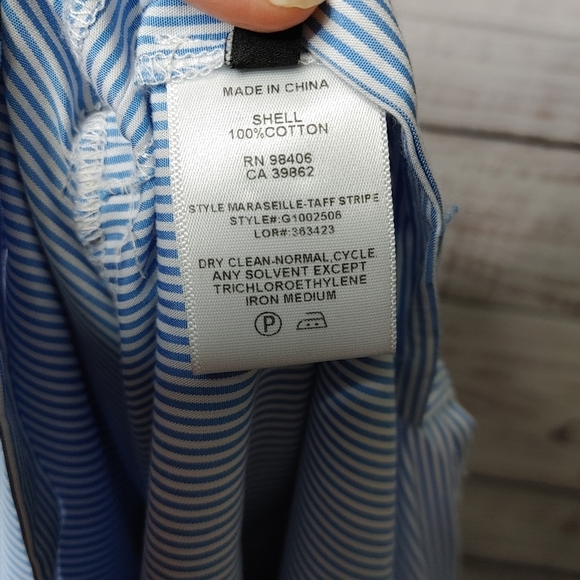 MADE IN CHINA
SHELL
100%COTTON
RN 98406
CA 39862
STYLE MARASEILLE-TAFF STRIPE
STYLE#:G1002506
LOR#:363423
DRY CLEAN-NORMAL CYCLE.
ANY SOLVENT EXCEPT
TRICHLOROETHYLENE
IRON MEDIUM
P